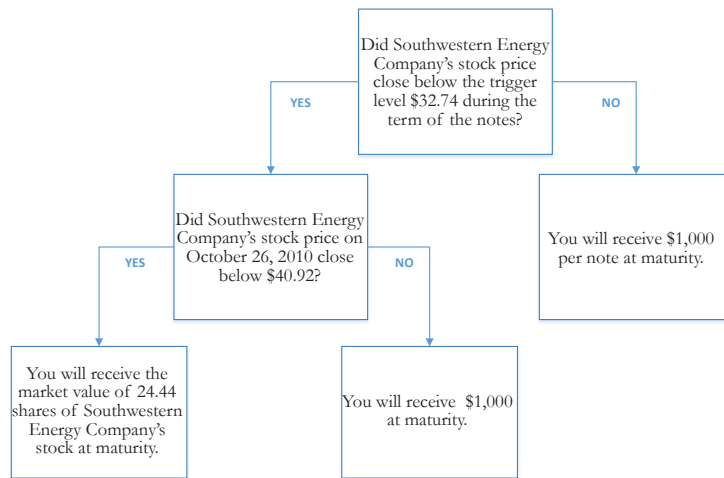 Did Southwestern Energy
Company's stock price
close below the trigger
level $32.74 during the
term of the notes?
YES
NO
Did Southwestern Energy
Company's stock price on
October 26, 2010 close
below $40.92?
You will receive $1,000
per note at maturity.
YES
NO
You will receive the
market value of 24.44
shares of Southwestern
Energy Company's
stock at maturity.
You will receive $1,000
at maturity.